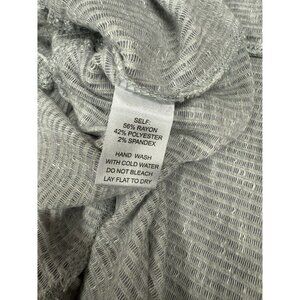 SELF:
56% RAYON
42% POLYESTER
2% SPANDEX
HAND WASH
WITH COLD WATER
DO NOT BLEACH
LAY FLAT TO DRY